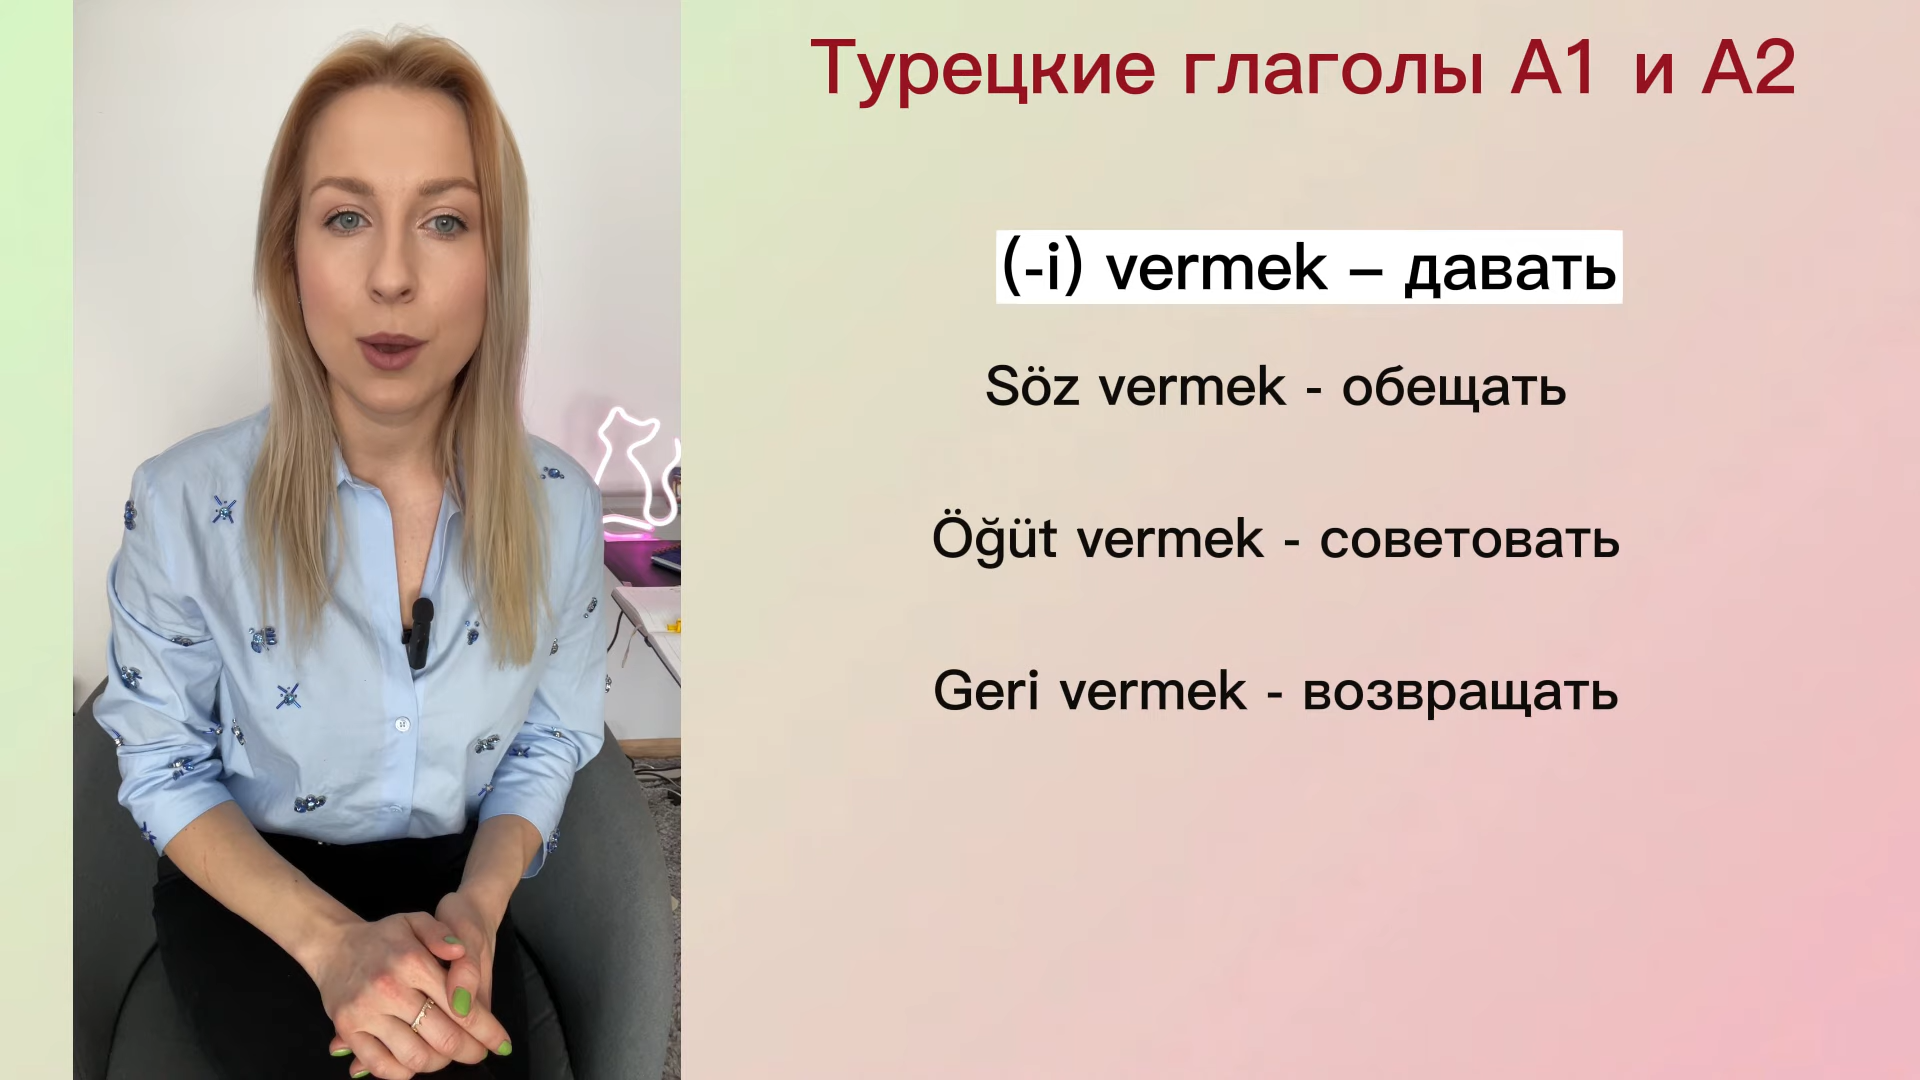 Турецкие глаголы А1 и А2
(-i) vermek – давать
Söz vermek - обещать
Öğüt vermek - советовать
Geri vermek - возвращать